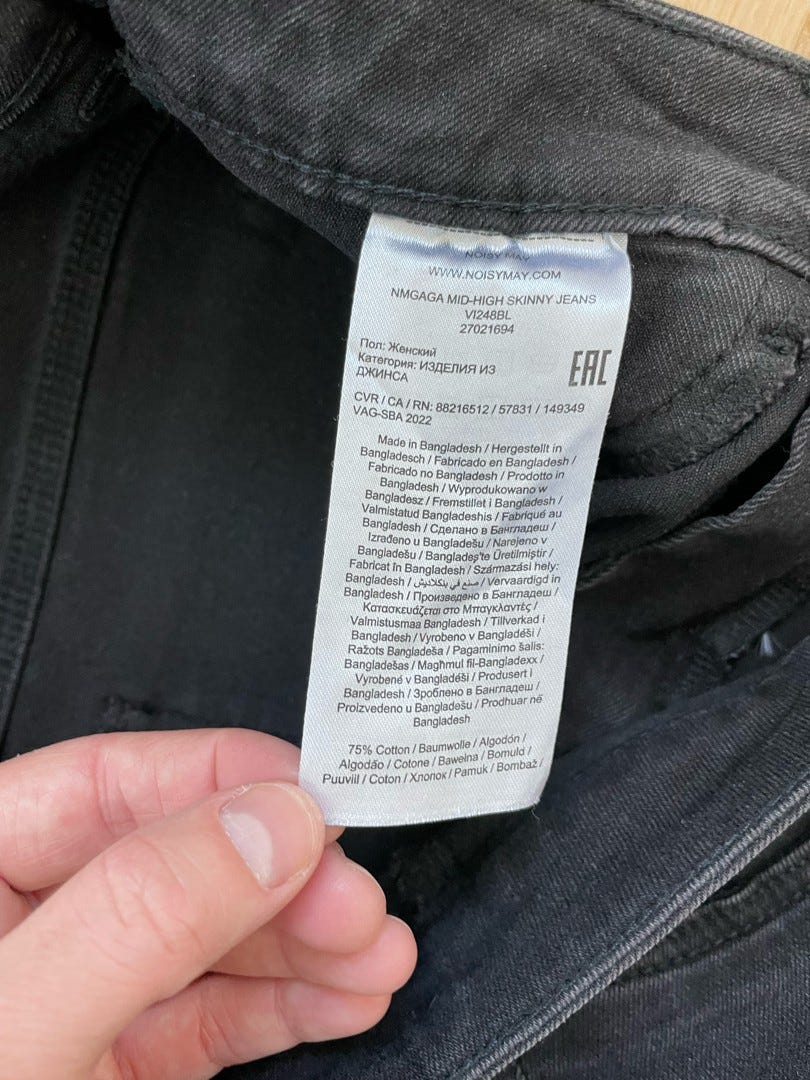 NOISY MAY
WWW.NOISYMAY.COM
NMGAGA MID-HIGH SKINNY JEANS
VI248BL
27021694
Пол: Женский
Категория: ИЗДЕЛИЯ ИЗ
ДЖИНСА
EAC
CVR / CA / RN: 88216512 / 57831 / 149349
VAG-SBA 2022
Made in Bangladesh / Hergestellt in
Bangladesch / Fabricado en Bangladesh /
Fabricado no Bangladesh / Prodotto in
Bangladesh / Wyprodukowano w
Bangladesz / Fremstillet i Bangladesh /
Valmistatud Bangladeshis / Fabriqué au
Bangladesh / Сделано в Бангладеш /
Izrađeno u Bangladešu / Narejeno v
Bangladešu / Bangladeş'te Üretilmiştir /
Fabricat în Bangladesh / Származási hely:
Bangladesh / صنع في بنكلاديش / Vervaardigd in
Bangladesh / Произведено в Бангладеш /
Κατασκευάζεται στο Μπαγκλαντές /
Valmistusmaa Bangladesh / Tillverkad i
Bangladesh / Vyrobeno v Bangladéši /
Ražots Bangladeša / Pagaminimo šalis:
Bangladešas / Magħmul fil-Bangladexx /
Vyrobené v Bangladéši / Produsert i
Bangladesh / Зроблено в Бангладеш /
Proizvedeno u Bangladešu / Prodhuar në
Bangladesh
75% Cotton / Baumwolle / Algodón /
Algodão / Cotone / Bawełna / Bomuld /
Puuvill / Coton / Хлопок / Pamuk / Bombaž /